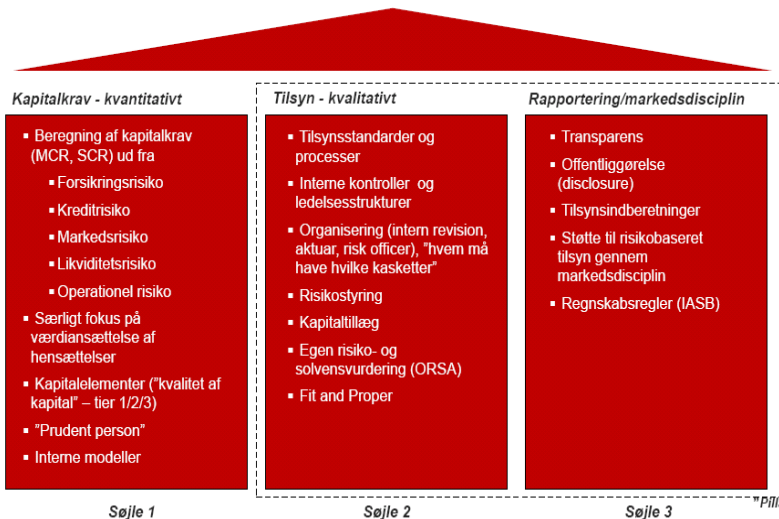 Kapitalkrav - kvantitativt
▪ Beregning af kapitalkrav
(MCR, SCR) ud fra
▪ Forsikringsrisiko
▪ Kreditrisiko
▪ Markedsrisiko
▪ Likviditetsrisiko
▪ Operationel risiko
▪ Særligt fokus på
værdiansættelse af
hensættelser
▪ Kapitalelementer ("kvalitet af
kapital" – tier 1/2/3)
▪ "Prudent person"
▪ Interne modeller
Søjle 1
Tilsyn - kvalitativt
▪ Tilsynsstandarder og
processer
▪ Interne kontroller og
ledelsesstrukturer
▪ Organisering (intern revision,
aktuar, risk officer), "hvem må
have hvilke kasketter"
▪ Risikostyring
▪ Kapitaltillæg
▪ Egen risiko- og
solvensvurdering (ORSA)
▪ Fit and Proper
Søjle 2
Rapportering/markedsdisciplin
▪ Transparens
▪ Offentliggørelse
(disclosure)
▪ Tilsynsindberetninger
▪ Støtte til risikobaseret
tilsyn gennem
markedsdisciplin
▪ Regnskabsregler (IASB)
Søjle 3